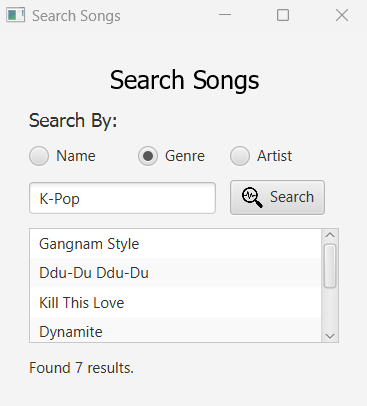 Search Songs
Search Songs
Search By:
Name Genre Artist
K-Pop Search
Gangnam Style
Ddu-Du Ddu-Du
Kill This Love
Dynamite
Found 7 results.